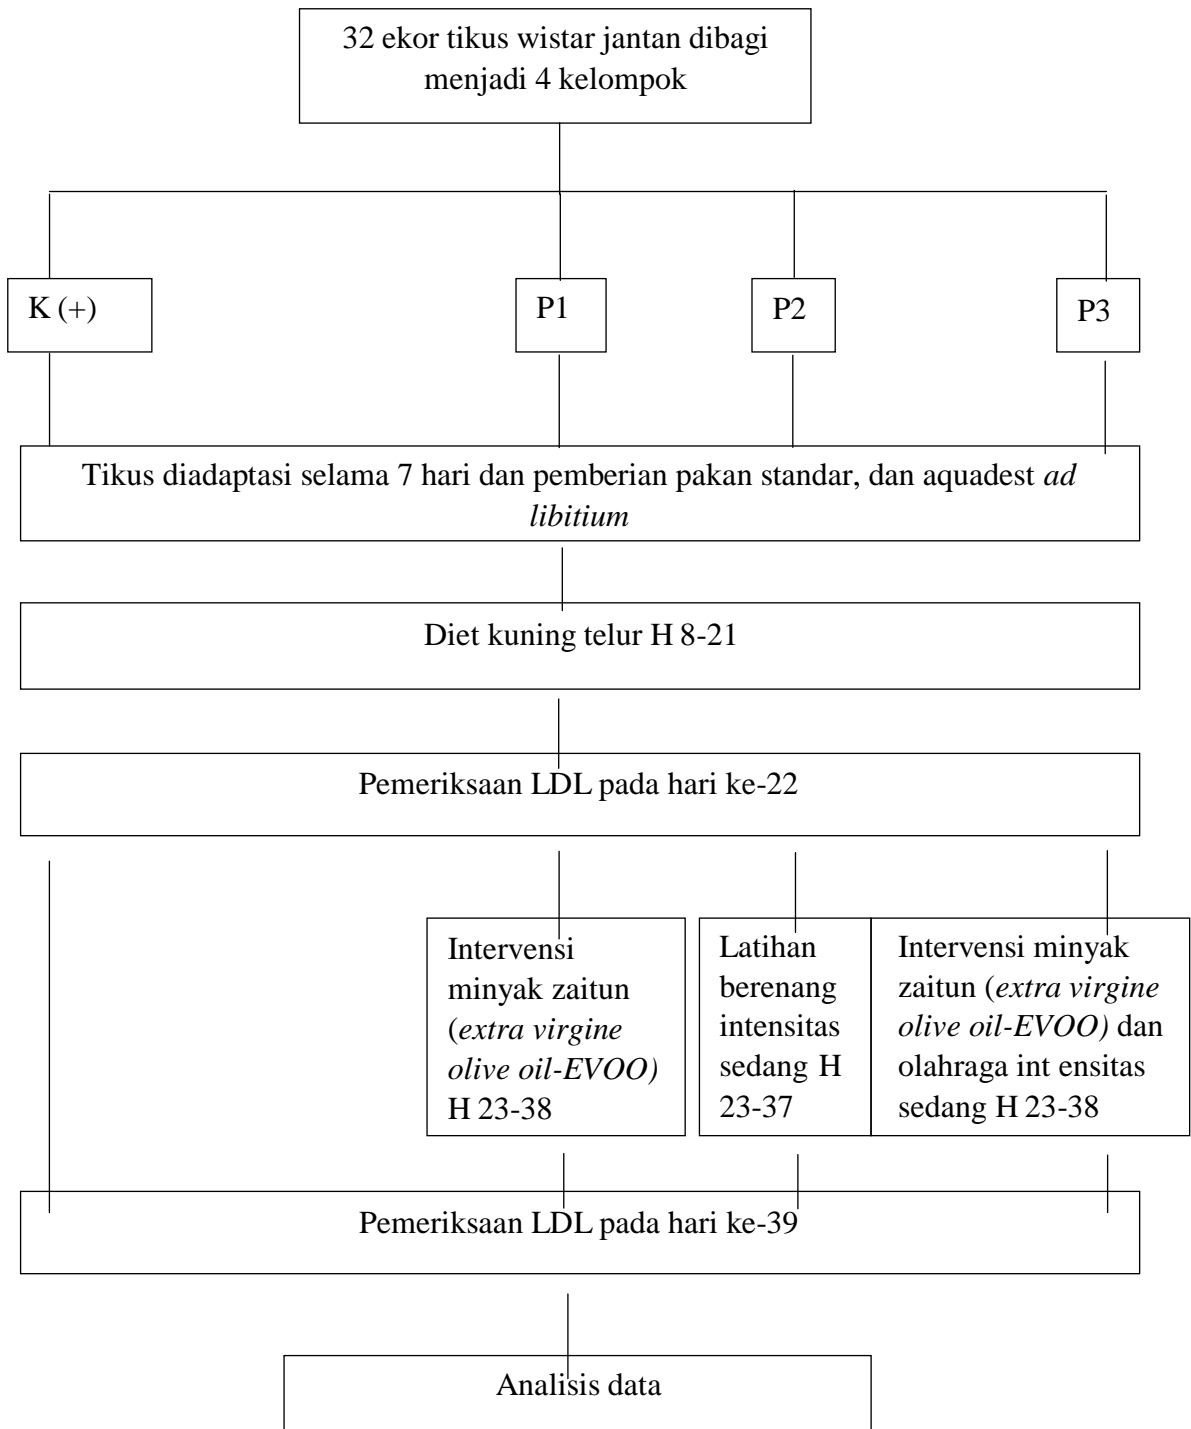 32 ekor tikus wistar jantan dibagi
menjadi 4 kelompok
K (+)
P1
P2
P3
Tikus diadaptasi selama 7 hari dan pemberian pakan standar, dan aquadest ad
libitium
Diet kuning telur H 8-21
Pemeriksaan LDL pada hari ke-22
Intervensi
minyak zaitun
(extra virgine
olive oil-EVOO)
H 23-38
Latihan
berenang
intensitas
sedang H
23-37
Intervensi minyak
zaitun (extra virgine
olive oil-EVOO) dan
olahraga int ensitas
sedang H 23-38
Pemeriksaan LDL pada hari ke-39
Analisis data